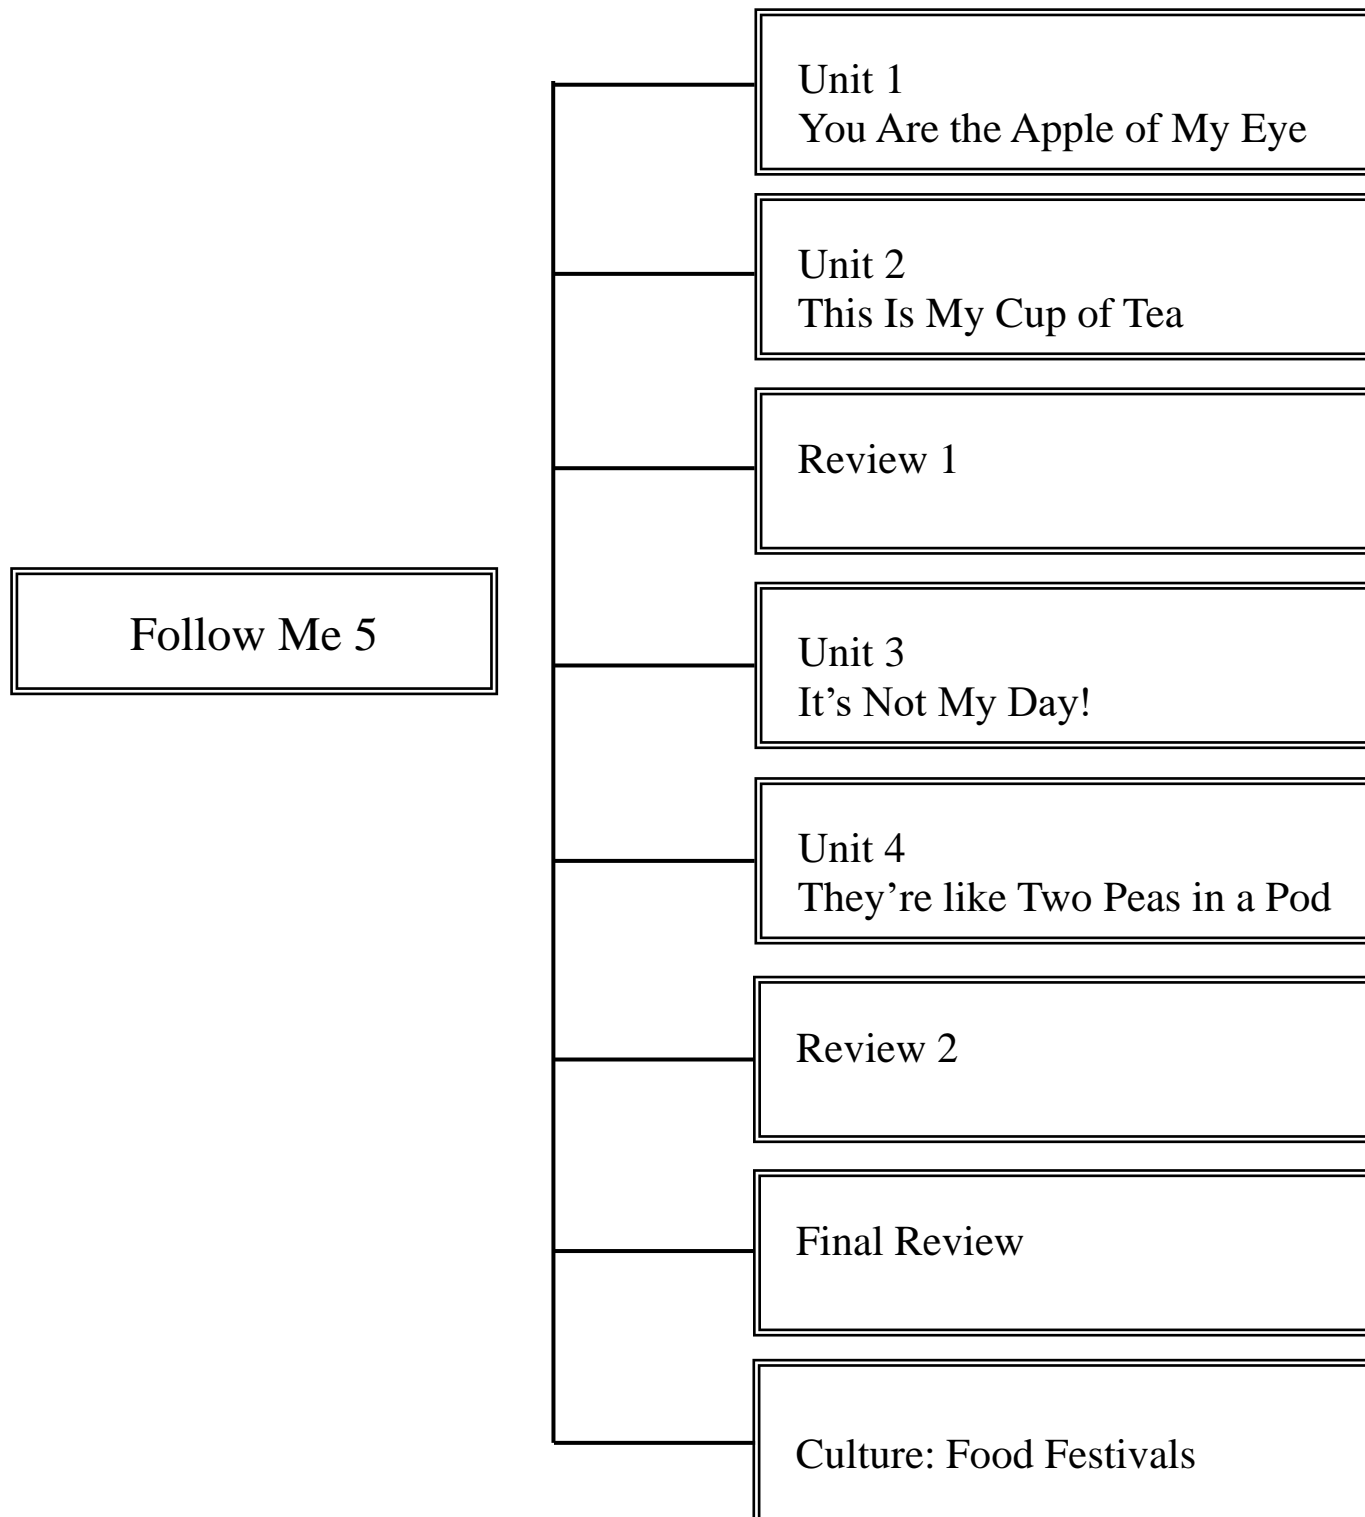 Follow Me 5
Unit 1
You Are the Apple of My Eye
Unit 2
This Is My Cup of Tea
Review 1
Unit 3
It’s Not My Day!
Unit 4
They’re like Two Peas in a Pod
Review 2
Final Review
Culture: Food Festivals